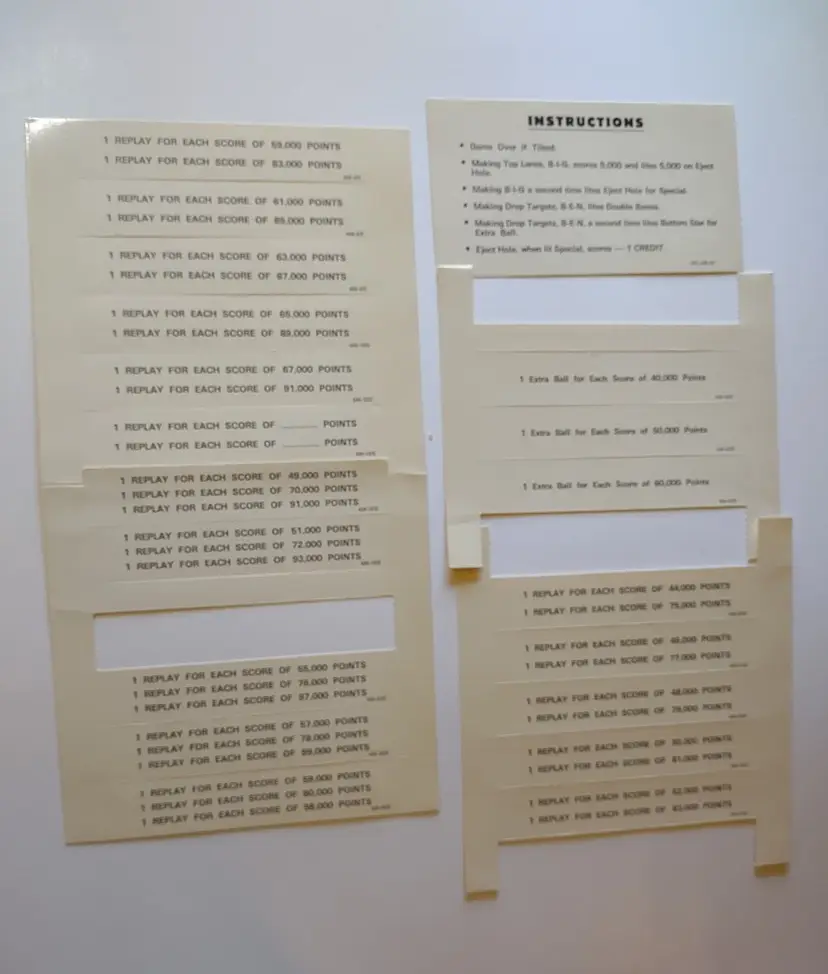 1 REPLAY FOR EACH SCORE OF 59,000 POINTS
1 REPLAY FOR EACH SCORE OF 83,000 POINTS
1 REPLAY FOR EACH SCORE OF 61,000 POINTS
1 REPLAY FOR EACH SCORE OF POINTS
1 REPLAY FOR EACH SCORE OF 63,000 POINTS
1 REPLAY FOR EACH SCORE OF 87,000 POINTS
1 REPLAY FOR EACH SCORE OF 65,000 POINTS
1 REPLAY FOR EACH SCORE OF 89,000 POINTS
1 REPLAY FOR EACH SCORE OF 67,000 POINTS
1 REPLAY FOR EACH SCORE OF 91,000 POINTS
1 REPLAY FOR EACH SCORE OF ______ POINTS
1 REPLAY FOR EACH SCORE OF ______ POINTS
1 REPLAY FOR EACH SCORE OF 49,000 POINTS
1 REPLAY FOR EACH SCORE OF 70,000 POINTS
1 REPLAY FOR EACH SCORE OF 91,000 POINTS
1 REPLAY FOR EACH SCORE OF 51,000 POINTS
1 REPLAY FOR EACH SCORE OF 72,000 POINTS
1 REPLAY FOR EACH SCORE OF 93,000 POINTS
1 REPLAY FOR EACH SCORE OF 55,000 POINTS
1 REPLAY FOR EACH SCORE OF 76,000 POINTS
1 REPLAY FOR EACH SCORE OF 97,000 POINTS
1 REPLAY FOR EACH SCORE OF 57,000 POINTS
1 REPLAY FOR EACH SCORE OF 78,000 POINTS
1 REPLAY FOR EACH SCORE OF 99,000 POINTS
1 REPLAY FOR EACH SCORE OF 59,000 POINTS
1 REPLAY FOR EACH SCORE OF 80,000 POINTS
1 REPLAY FOR EACH SCORE OF POINTS
INSTRUCTIONS
• Game Over if Tilted.
• Making Top Lanes, B-I-G, scores 5,000 and lites 5,000 on Eject
Hole.
• Making B-I-G a second time lites Eject Hole for Special.
• Making Drop Targets, B-E-N, lites Double Bonus.
• Making Drop Targets, B-E-N, a second time lites Bottom Star for
Extra Ball.
• Eject Hole, when lit Special, scores — 1 CREDIT
1 Extra Ball for Each Score of 40,000 Points
1 Extra Ball for Each Score of 50,000 Points
1 Extra Ball for Each Score of 60,000 Points
1 REPLAY FOR EACH SCORE OF 44,000 POINTS
1 REPLAY FOR EACH SCORE OF 75,000 POINTS
1 REPLAY FOR EACH SCORE OF 46,000 POINTS
1 REPLAY FOR EACH SCORE OF 77,000 POINTS
1 REPLAY FOR EACH SCORE OF 48,000 POINTS
1 REPLAY FOR EACH SCORE OF 79,000 POINTS
1 REPLAY FOR EACH SCORE OF 50,000 POINTS
1 REPLAY FOR EACH SCORE OF 81,000 POINTS
1 REPLAY FOR EACH SCORE OF 52,000 POINTS
1 REPLAY FOR EACH SCORE OF 83,000 POINTS